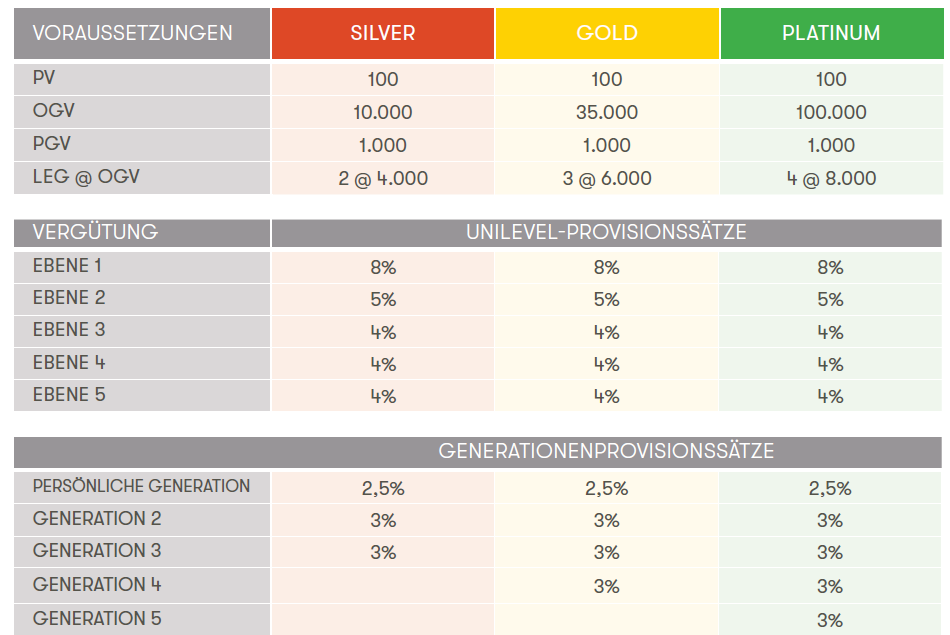 VORAUSSETZUNGEN SILVER GOLD PLATINUM
PV 100 100 100
OGV 10.000 35.000 100.000
PGV 1.000 1.000 1.000
LEG @ OGV 2 @ 4.000 3 @ 6.000 4 @ 8.000
VERGÜTUNG UNILEVEL-PROVISIONSSÄTZE
EBENE 1 8% 8% 8%
EBENE 2 5% 5% 5%
EBENE 3 4% 4% 4%
EBENE 4 4% 4% 4%
EBENE 5 4% 4% 4%
GENERATIONENPROVISIONSSÄTZE
PERSÖNLICHE GENERATION 2,5% 2,5% 2,5%
GENERATION 2 3% 3% 3%
GENERATION 3 3% 3% 3%
GENERATION 4 3% 3%
GENERATION 5 3%